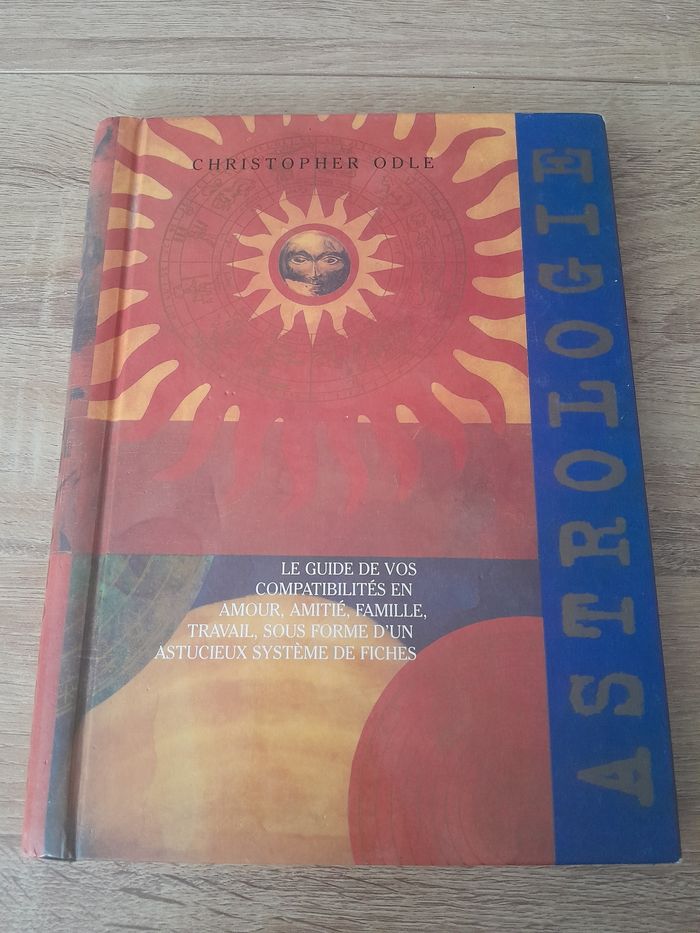 CHRISTOPHER ODLE
ASTROLOGIE
LE GUIDE DE VOS
COMPATIBILITÉS EN
AMOUR, AMITIÉ, FAMILLE,
TRAVAIL, SOUS FORME D'UN
ASTUCIEUX SYSTÈME DE FICHES